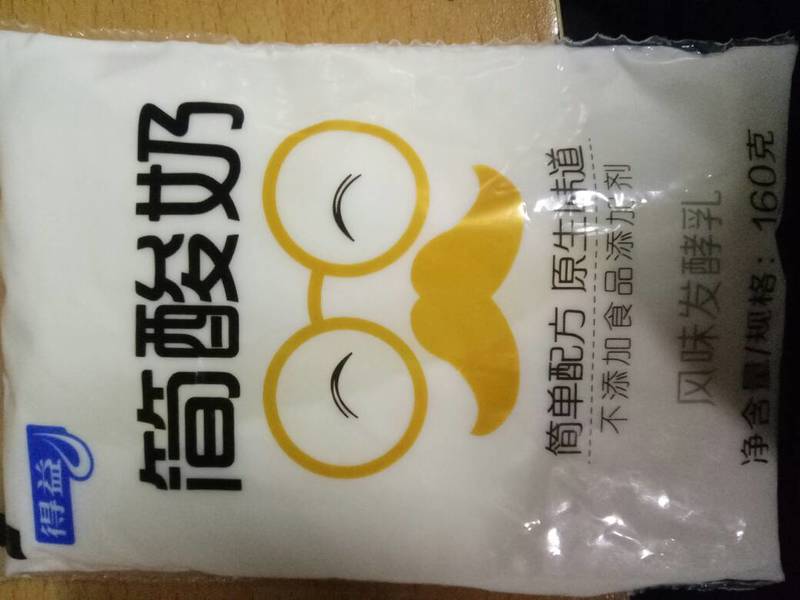 得益
简酸奶
简单配方 原生味道
不添加食品添加剂
风味发酵乳
净含量/规格：160克